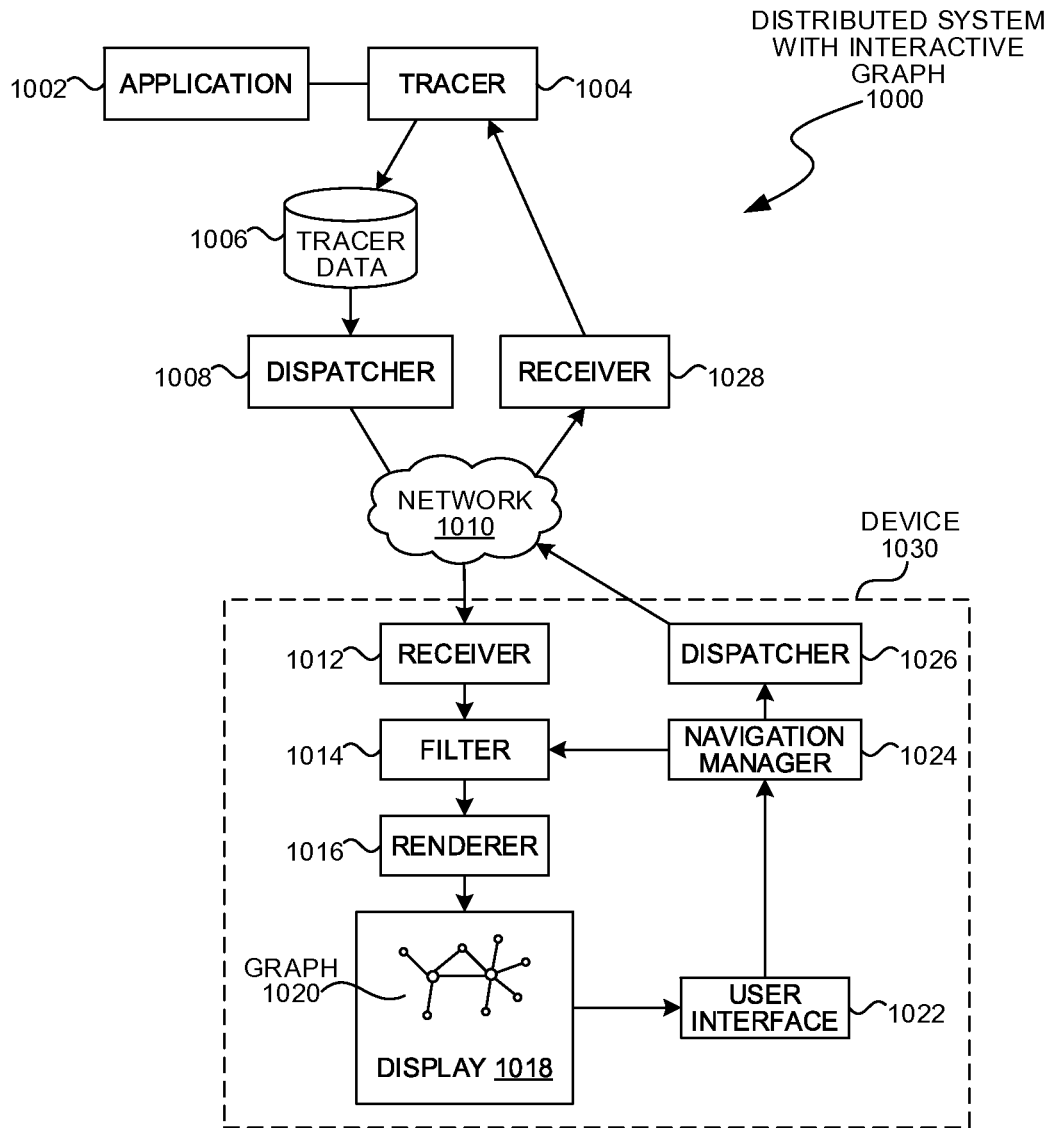 DISTRIBUTED SYSTEM
WITH INTERACTIVE
GRAPH
1000
1002
APPLICATION
TRACER
1004
1006
TRACER
DATA
1008
DISPATCHER
RECEIVER
1028
NETWORK
1010
DEVICE
1030
1012
RECEIVER
DISPATCHER
1026
1014
FILTER
NAVIGATION
MANAGER
1024
1016
RENDERER
GRAPH
1020
USER
INTERFACE
1022
DISPLAY 1018